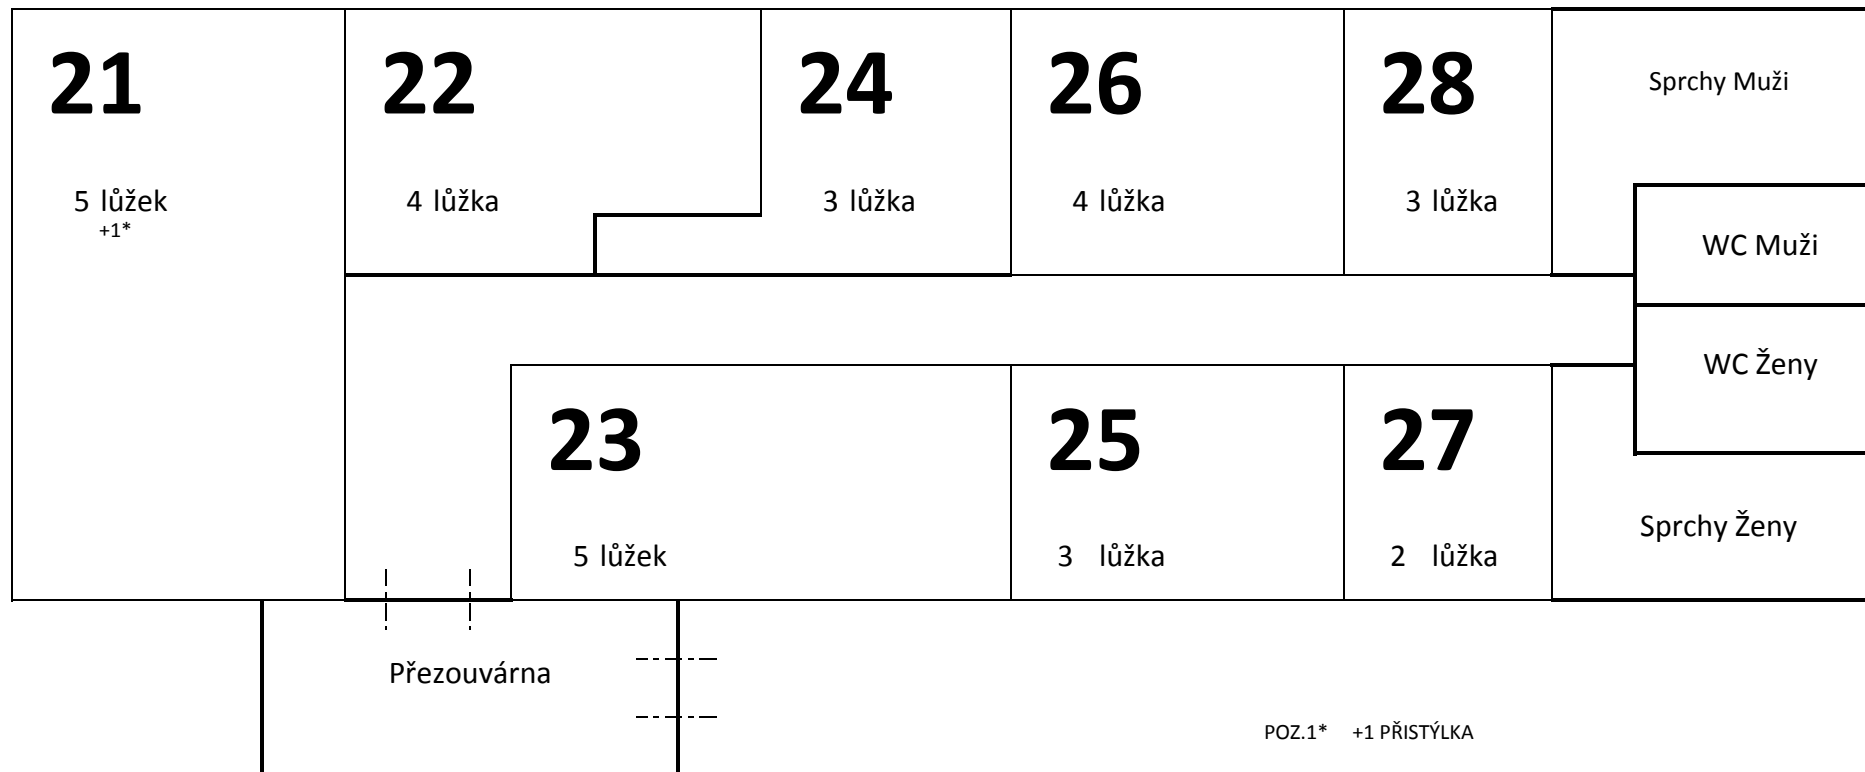 21 22 24 26 28 Sprchy Muži
5 lůžek 4 lůžka 3 lůžka 4 lůžka 3 lůžka
+1*
WC Muži
WC Ženy
23 25 27
Sprchy Ženy
5 lůžek 3 lůžka 2 lůžka
Přezouvárna
POZ.1* +1 PŘISTÝLKA